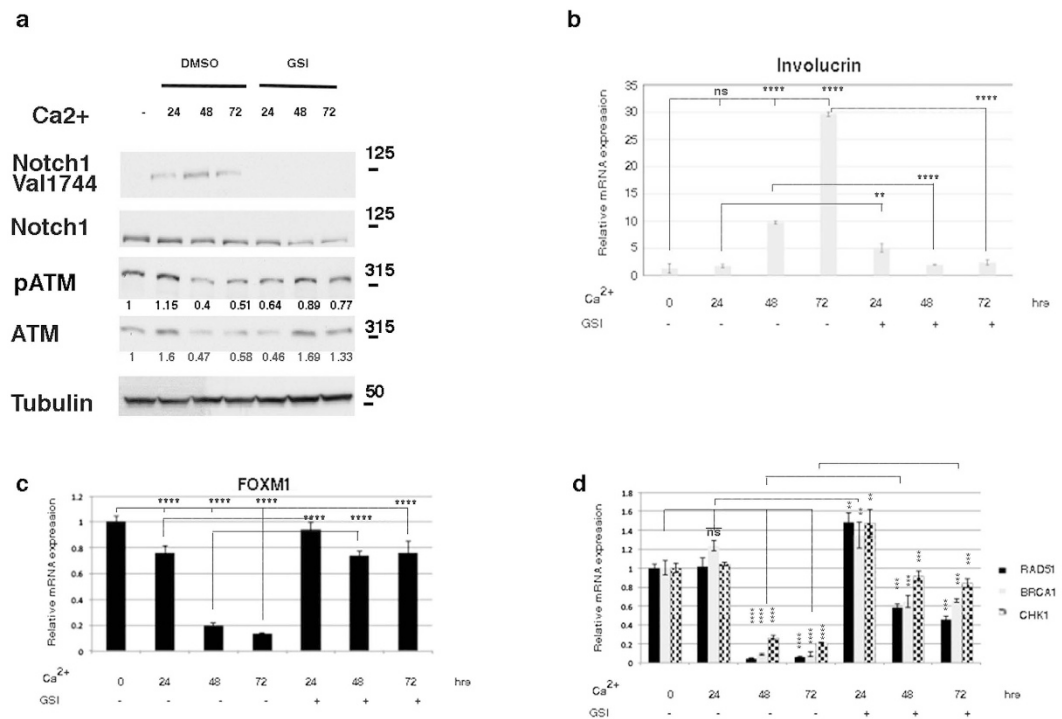 a
DMSO GSI
Ca2+ - 24 48 72 24 48 72
Notch1
Val1744
125
Notch1
125
pATM
315
1 1.15 0.4 0.51 0.64 0.89 0.77
ATM
315
1 1.6 0.47 0.58 0.46 1.69 1.33
Tubulin
50
b
Involucrin
Relative mRNA expression
35
30
25
20
15
10
5
0
ns **** **** ****
****
**
Ca2+ 0 24 48 72 24 48 72 hre
GSI - - - - + + +
c
FOXM1
Relative mRNA expression
1.2
1
0.8
0.6
0.4
0.2
0
**** **** **** ****
**** ****
Ca2+ 0 24 48 72 24 48 72 hre
GSI - - - - + + +
d
Relative mRNA expression
1.8
1.6
1.4
1.2
1
0.8
0.6
0.4
0.2
0
ns
RAD51
BRCA1
CHK1
Ca2+ 0 24 48 72 24 48 72 hre
GSI - - - - + + +